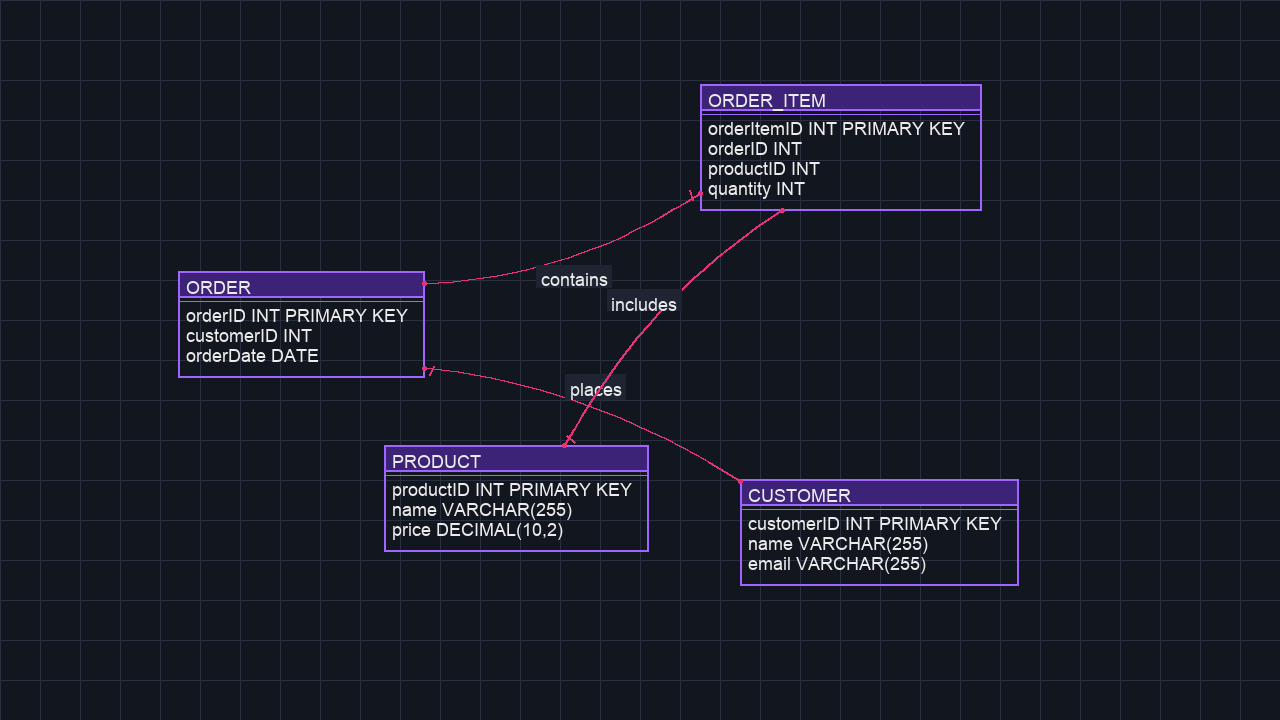 ORDER_ITEM
orderItemID INT PRIMARY KEY
orderID INT
productID INT
quantity INT
contains
ORDER
orderID INT PRIMARY KEY
customerID INT
orderDate DATE
includes
places
PRODUCT
productID INT PRIMARY KEY
name VARCHAR(255)
price DECIMAL(10,2)
CUSTOMER
customerID INT PRIMARY KEY
name VARCHAR(255)
email VARCHAR(255)